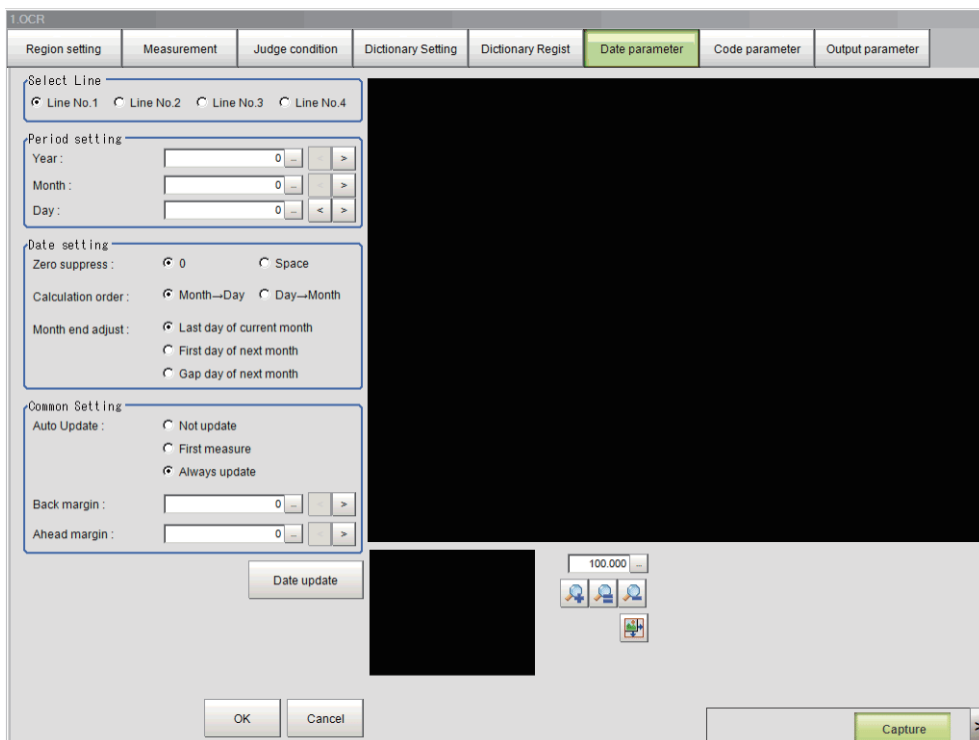 1.OCR
Region setting Measurement Judge condition Dictionary Setting Dictionary Regist Date parameter Code parameter Output parameter
Select Line
Line No.1 Line No.2 Line No.3 Line No.4
Period setting
Year : 0 ... < >
Month : 0 ... < >
Day : 0 ... < >
Date setting
Zero suppress : 0 Space
Calculation order : Month→Day Day→Month
Month end adjust : Last day of current month
First day of next month
Gap day of next month
Common Setting
Auto Update : Not update
First measure
Always update
Back margin : 0 ... < >
Ahead margin : 0 ... < >
Date update
100.000 ...
OK Cancel
Capture >